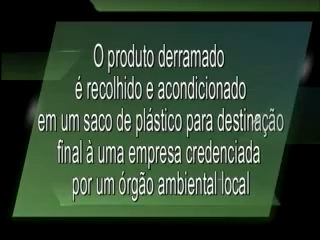 O produto derramado
é recolhido e acondicionado
em um saco de plástico para destinação
final à uma empresa credenciada
por um órgão ambiental local